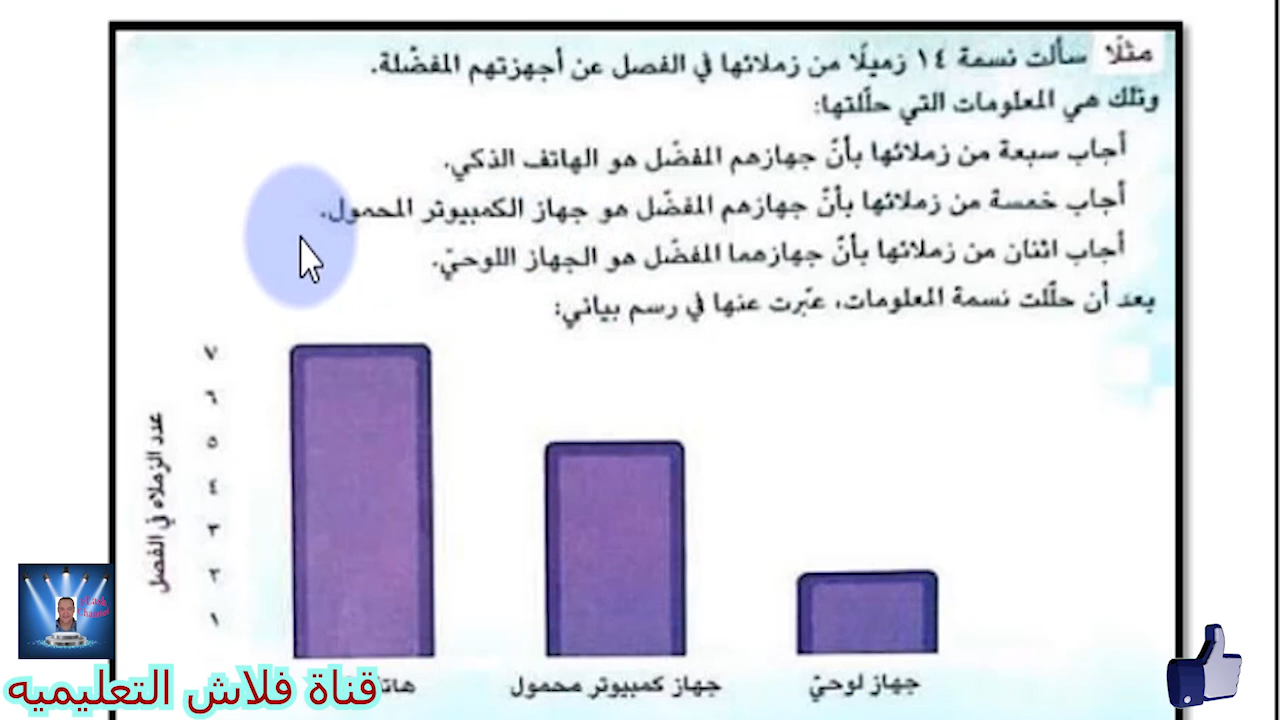 مثلًا سألت نسمة ١٤ زميلًا من زملائها في الفصل عن أجهزتهم المفضّلة.
وتلك هي المعلومات التي حلّلتها:
أجاب سبعة من زملائها بأنّ جهازهم المفضّل هو الهاتف الذكي.
أجاب خمسة من زملائها بأنّ جهازهم المفضّل هو جهاز الكمبيوتر المحمول.
أجاب اثنان من زملائها بأنّ جهازهما المفضّل هو الجهاز اللوحيّ.
بعد أن حلّلت نسمة المعلومات، عبّرت عنها في رسم بياني:
٧
٦
٥
٤
٣
٢
١
عدد الزملاء في الفصل
جهاز لوحيّ
جهاز كمبيوتر محمول
قناة فلاش التعليميه